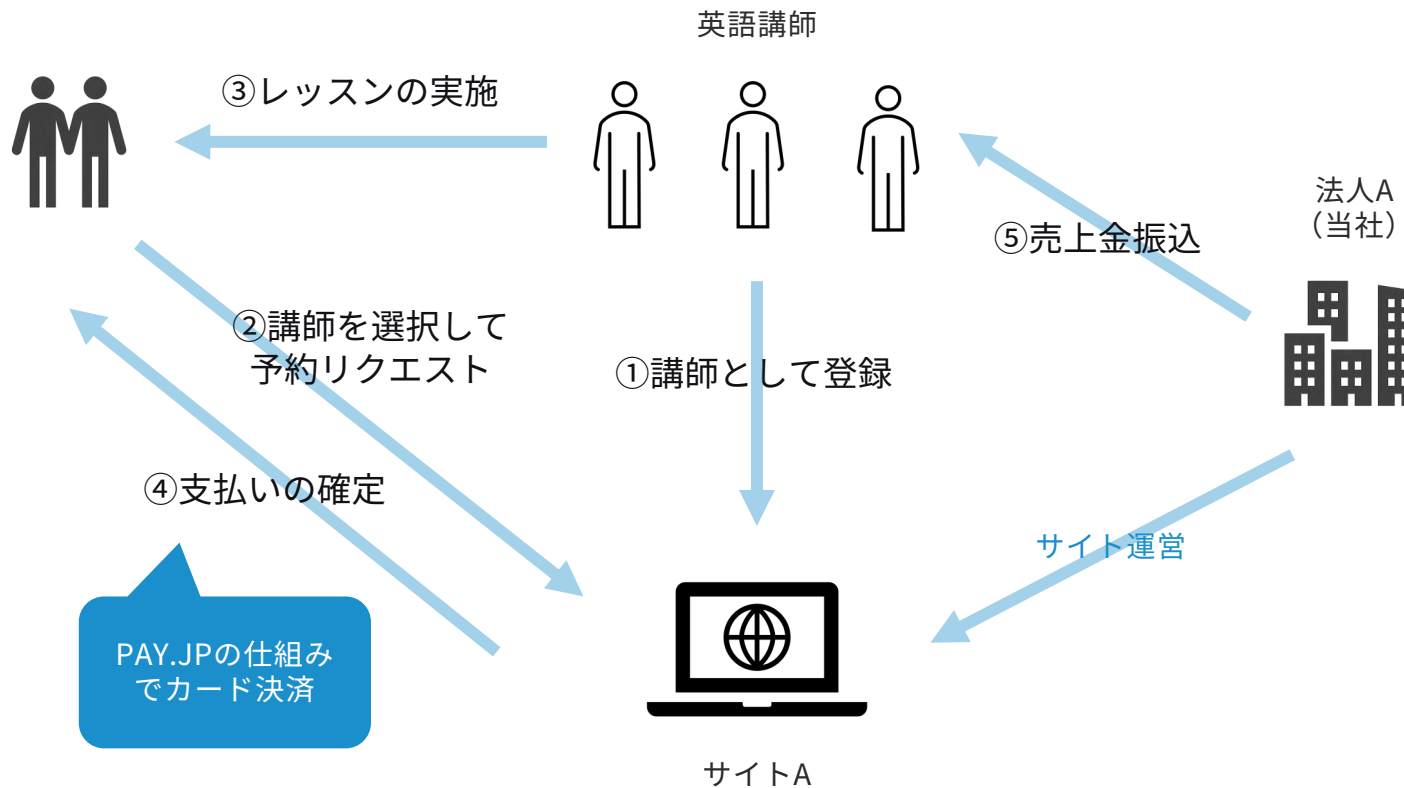 英語講師
③レッスンの実施
法人A
（当社）
⑤売上金振込
②講師を選択して
予約リクエスト
①講師として登録
④支払いの確定
サイト運営
PAY.JPの仕組み
でカード決済
サイトA